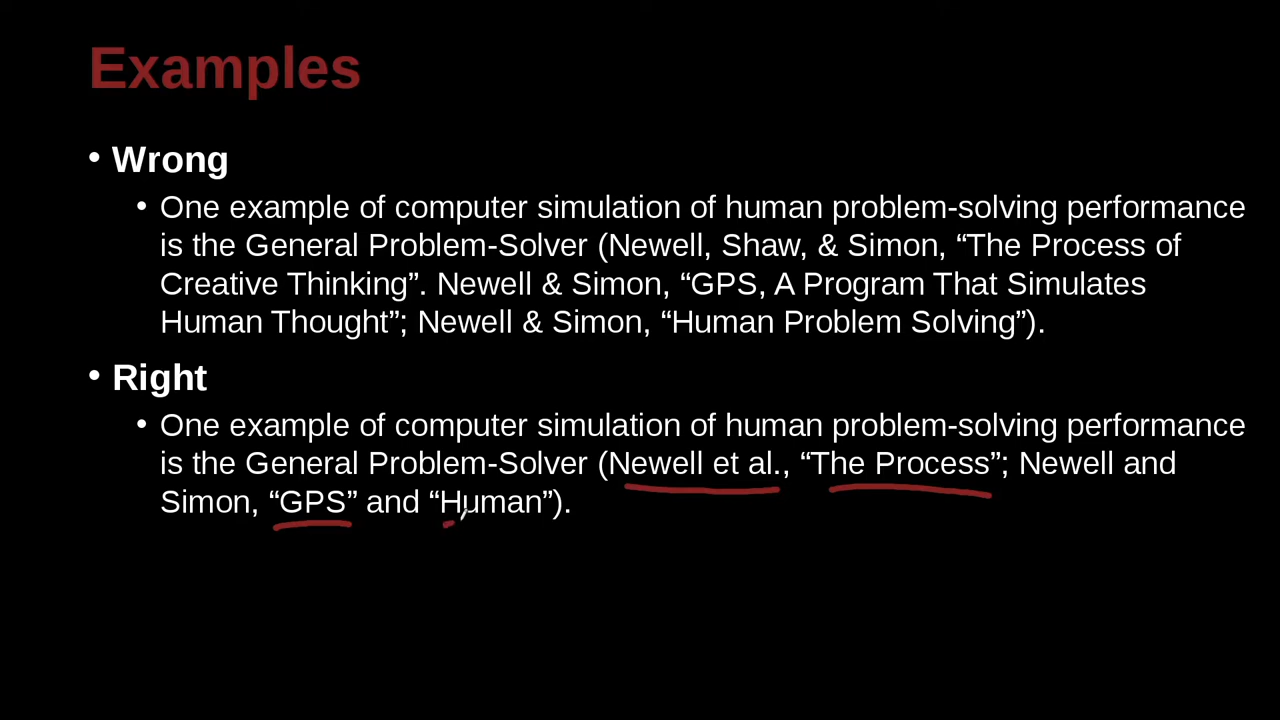 Examples
• Wrong
• One example of computer simulation of human problem-solving performance
is the General Problem-Solver (Newell, Shaw, & Simon, “The Process of
Creative Thinking”. Newell & Simon, “GPS, A Program That Simulates
Human Thought”; Newell & Simon, “Human Problem Solving”).
• Right
• One example of computer simulation of human problem-solving performance
is the General Problem-Solver (Newell et al., “The Process”; Newell and
Simon, “GPS” and “Human”).